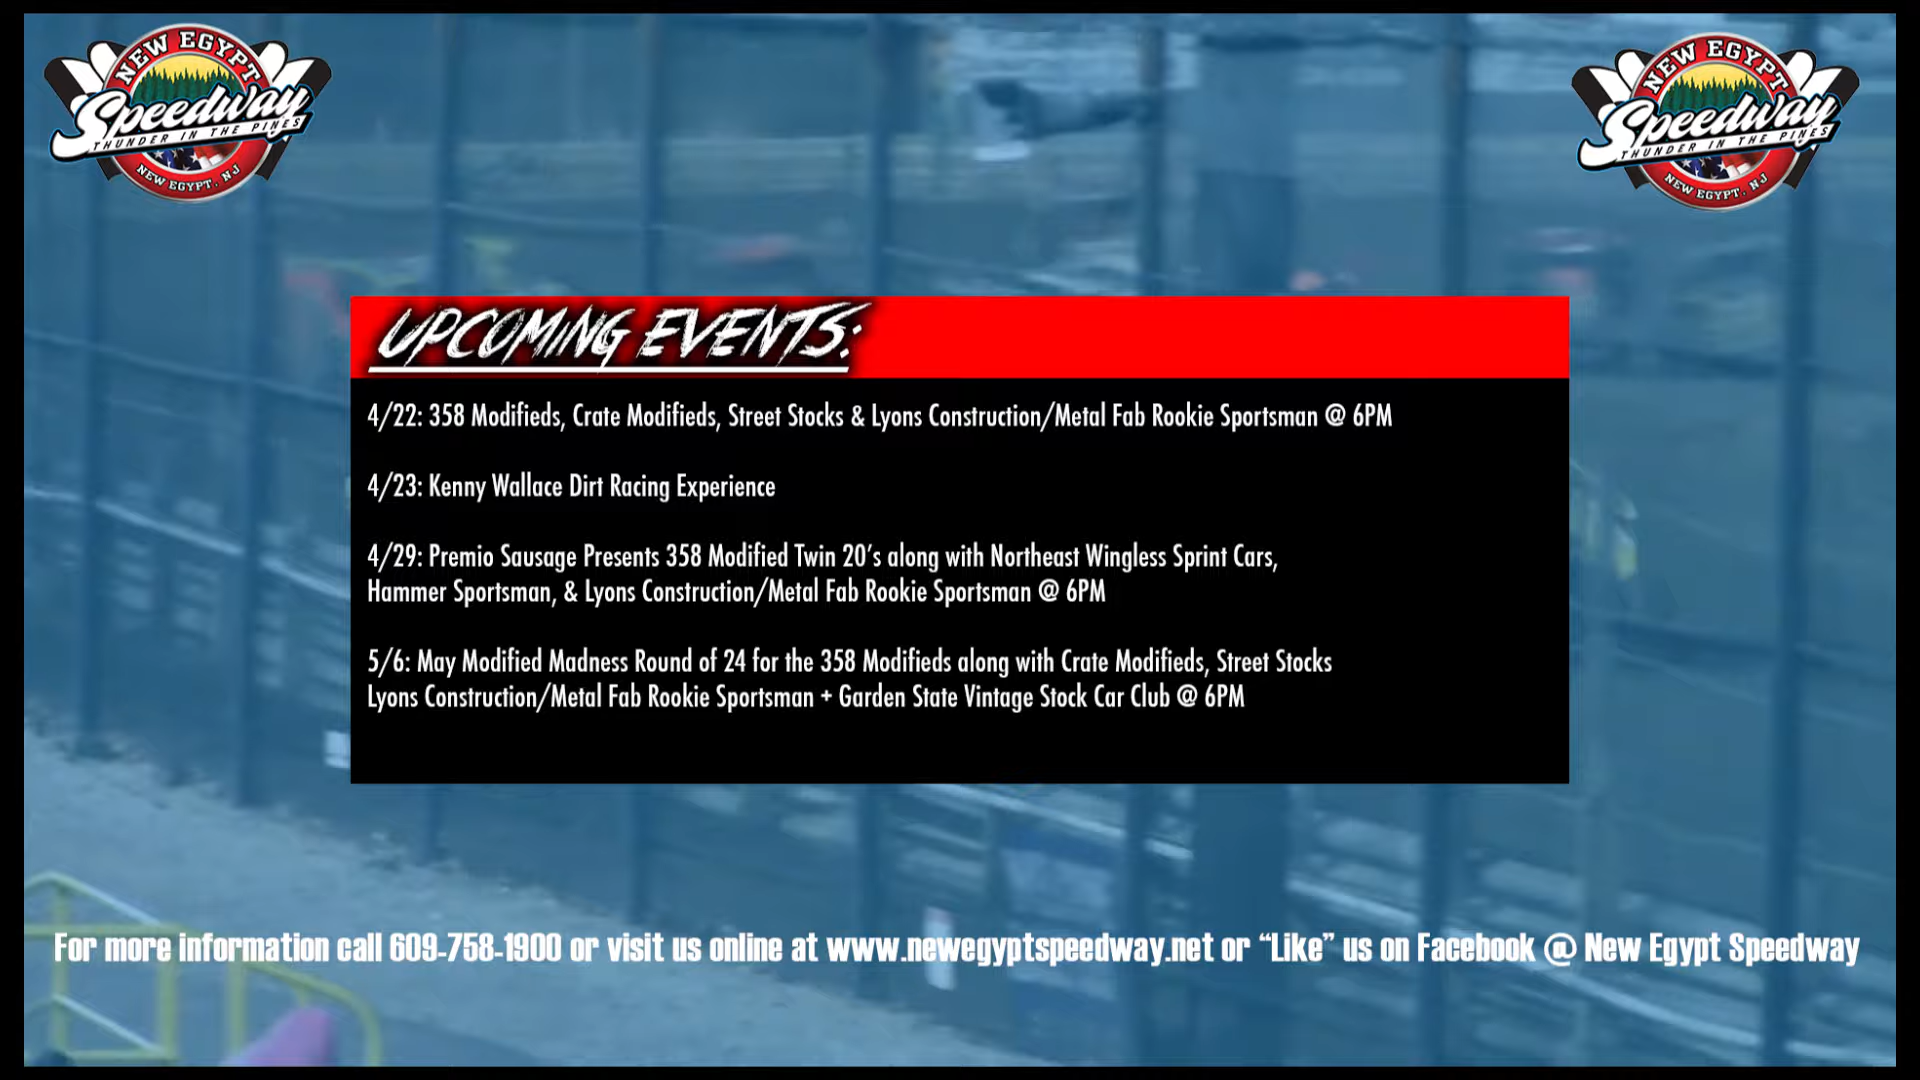 NEW EGYPT
Speedway
THUNDER IN THE PINES
NEW EGYPT, NJ
NEW EGYPT
Speedway
THUNDER IN THE PINES
NEW EGYPT, NJ
UPCOMING EVENTS:
4/22: 358 Modifieds, Crate Modifieds, Street Stocks & Lyons Construction/Metal Fab Rookie Sportsman @ 6PM
4/23: Kenny Wallace Dirt Racing Experience
4/29: Premio Sausage Presents 358 Modified Twin 20's along with Northeast Wingless Sprint Cars,
Hammer Sportsman, & Lyons Construction/Metal Fab Rookie Sportsman @ 6PM
5/6: May Modified Madness Round of 24 for the 358 Modifieds along with Crate Modifieds, Street Stocks
Lyons Construction/Metal Fab Rookie Sportsman + Garden State Vintage Stock Car Club @ 6PM
For more information call 609-758-1900 or visit us online at www.newegyptspeedway.net or “Like” us on Facebook @ New Egypt Speedway